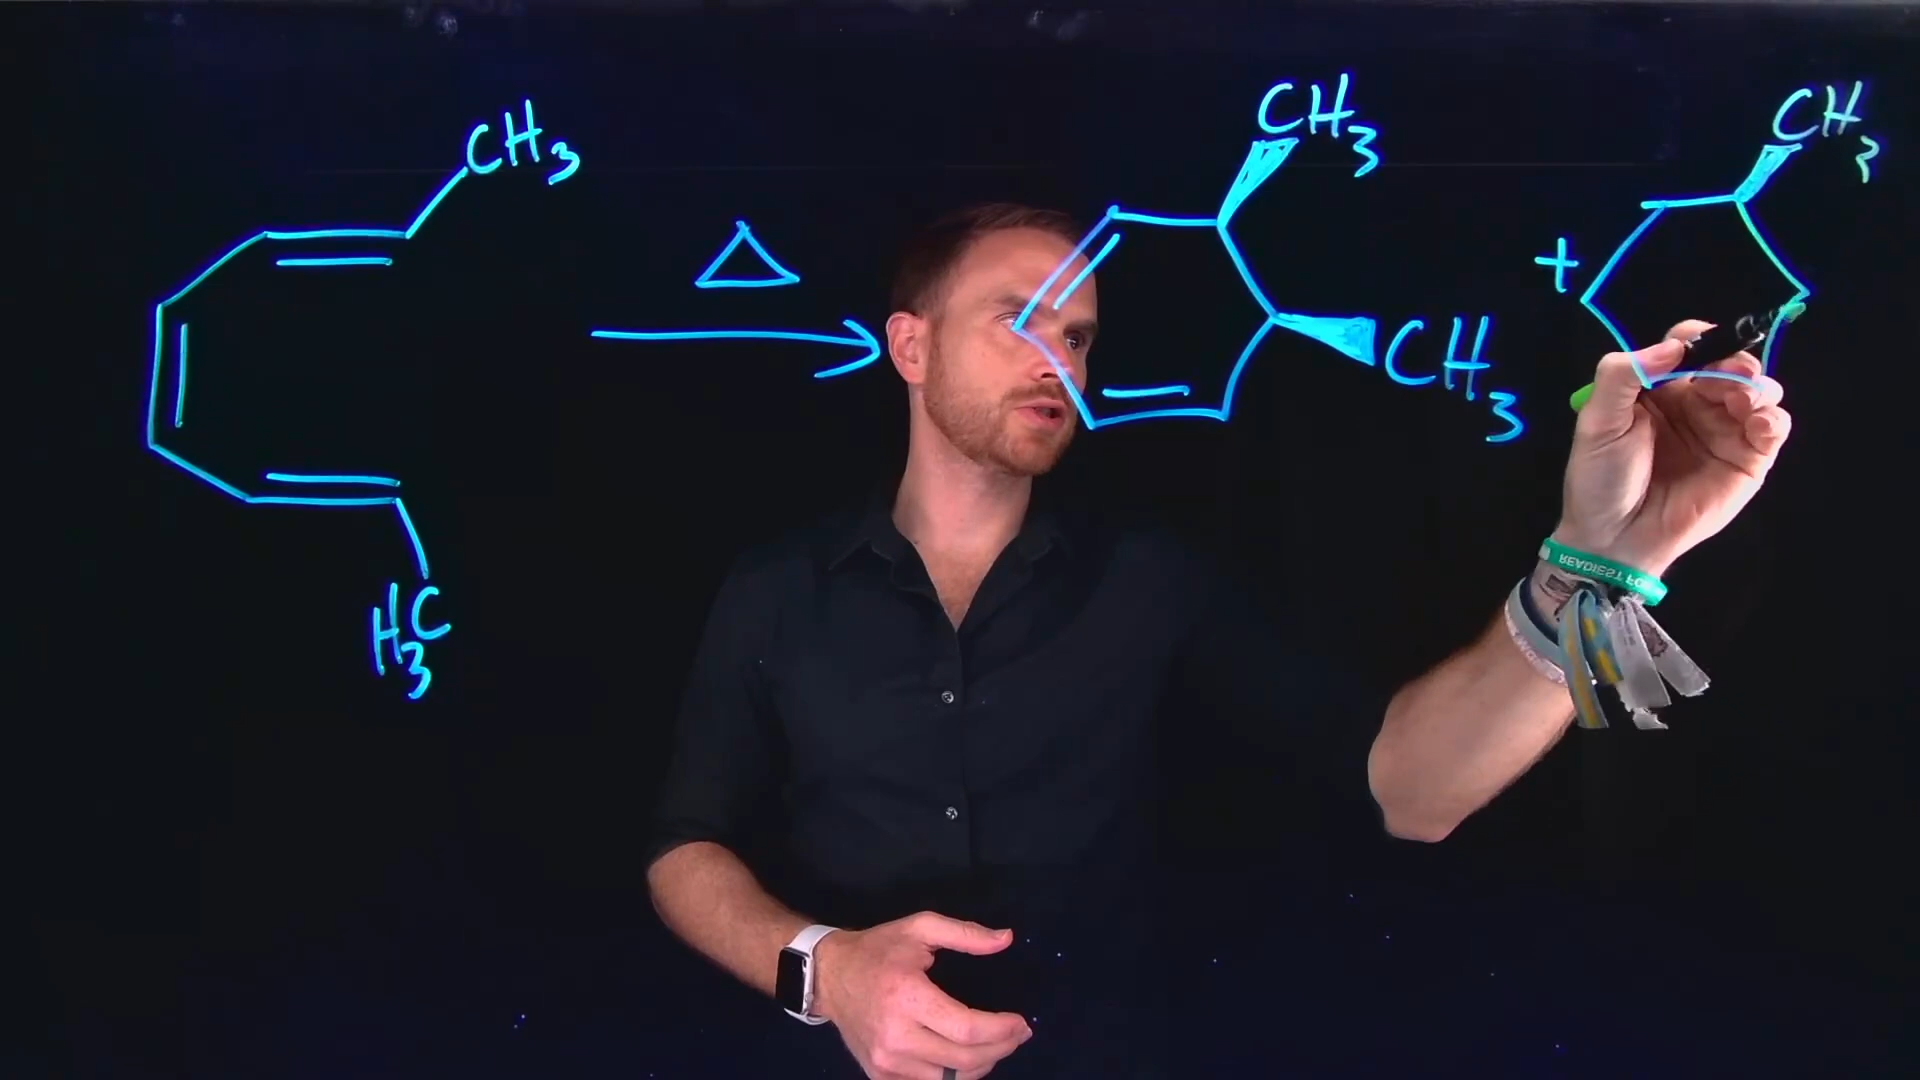 CH3
H3C
Δ
CH3
CH3
+
CH3
READIEST FO